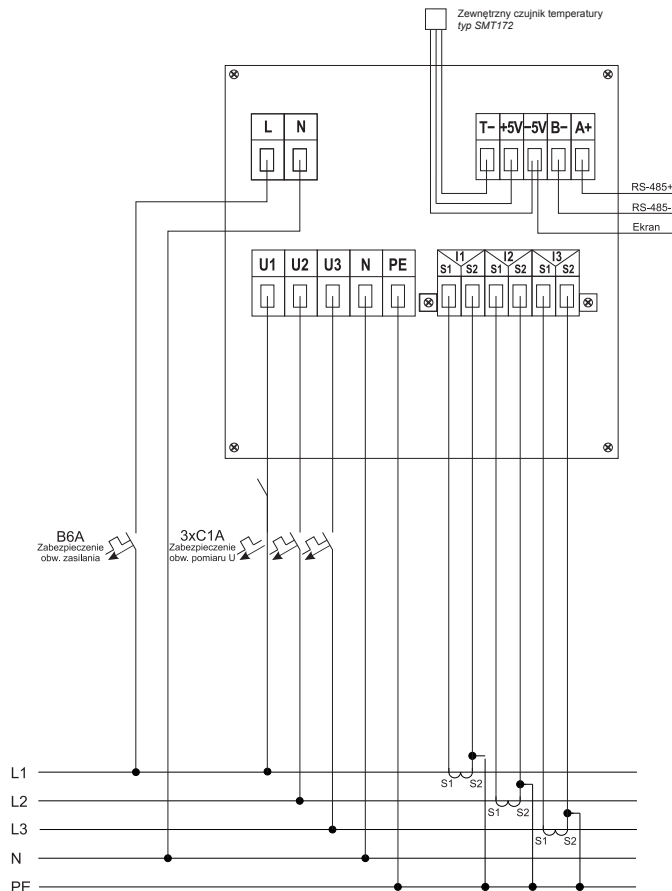 Zewnętrzny czujnik temperatury
typ SMT172
L N
T– +5V –5V B– A+
RS-485+
RS-485-
Ekran
U1 U2 U3 N PE
I1 I2 I3
S1 S2 S1 S2 S1 S2
B6A
Zabezpieczenie
obw. zasilania
3xC1A
Zabezpieczenie
obw. pomiaru U
L1
S1 S2
L2
S1 S2
L3
S1 S2
N
PE